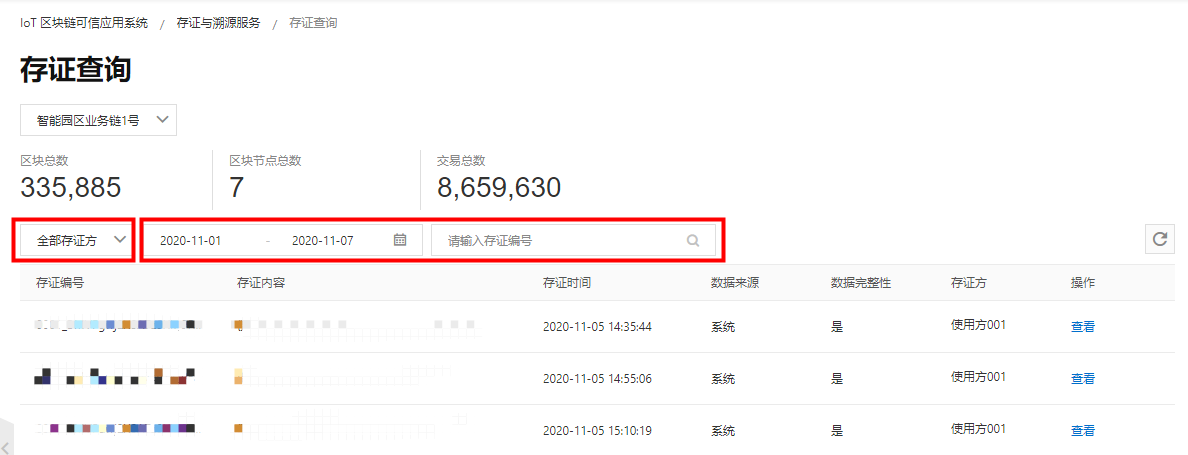 IoT 区块链可信应用系统 / 存证与溯源服务 / 存证查询
存证查询
智能园区业务链1号
区块总数 区块节点总数 交易总数
335,885 7 8,659,630
全部存证方 2020-11-01 - 2020-11-07 请输入存证编号
存证编号 存证内容 存证时间 数据来源 数据完整性 存证方 操作
2020-11-05 14:35:44 系统 是 使用方001 查看
2020-11-05 14:55:06 系统 是 使用方001 查看
2020-11-05 15:10:19 系统 是 使用方001 查看